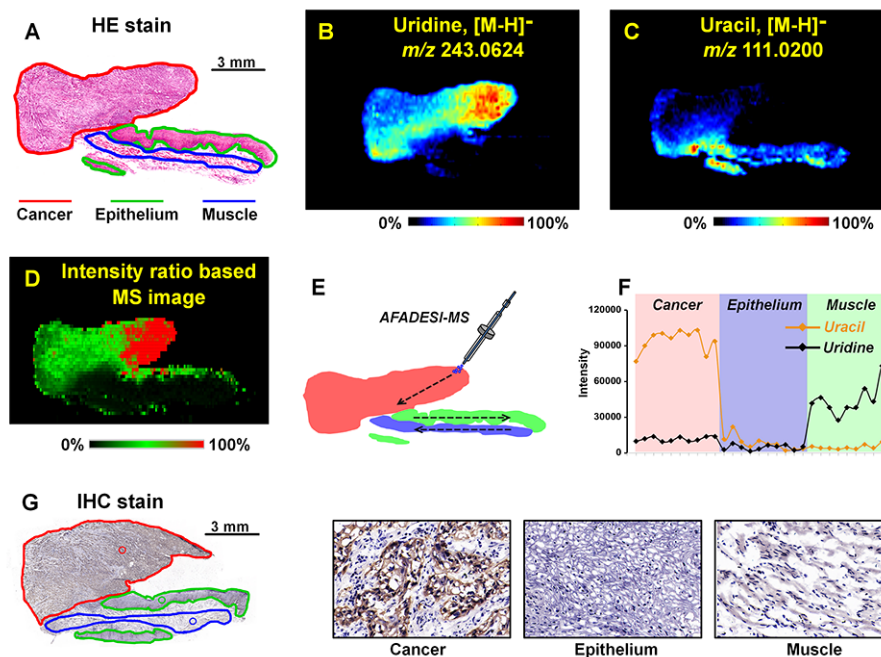 A
HE stain
3 mm
Cancer
Epithelium
Muscle
B
Uridine, [M-H]⁻
m/z 243.0624
0%
100%
C
Uracil, [M-H]⁻
m/z 111.0200
0%
100%
D
Intensity ratio based
MS image
0%
100%
E
AFADESI-MS
F
Cancer
Epithelium
Muscle
Uracil
Uridine
Intensity
120000
90000
60000
30000
0
G
IHC stain
3 mm
Cancer
Epithelium
Muscle